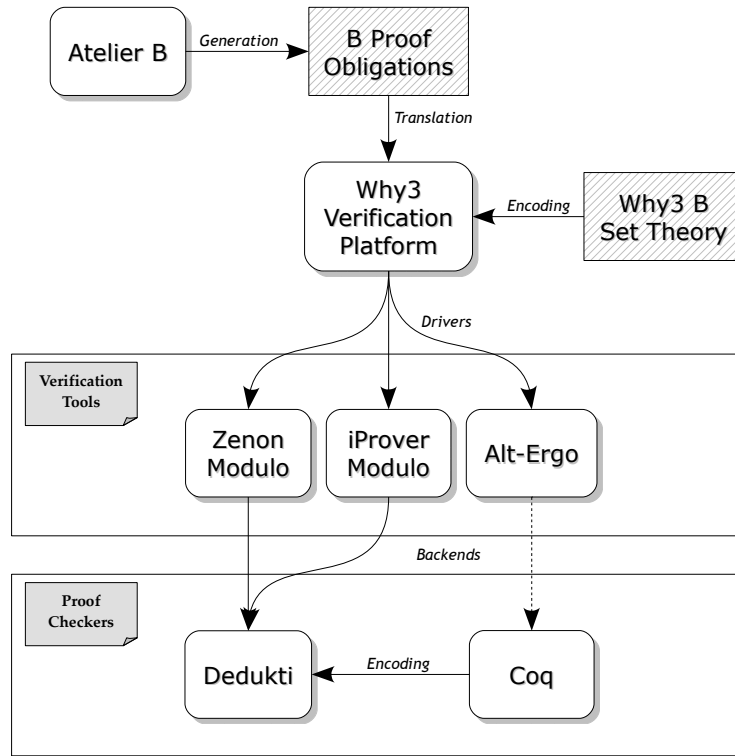 Atelier B
Generation
B Proof
Obligations
Translation
Why3
Verification
Platform
Encoding
Why3 B
Set Theory
Drivers
Verification
Tools
Zenon
Modulo
iProver
Modulo
Alt-Ergo
Backends
Proof
Checkers
Dedukti
Encoding
Coq